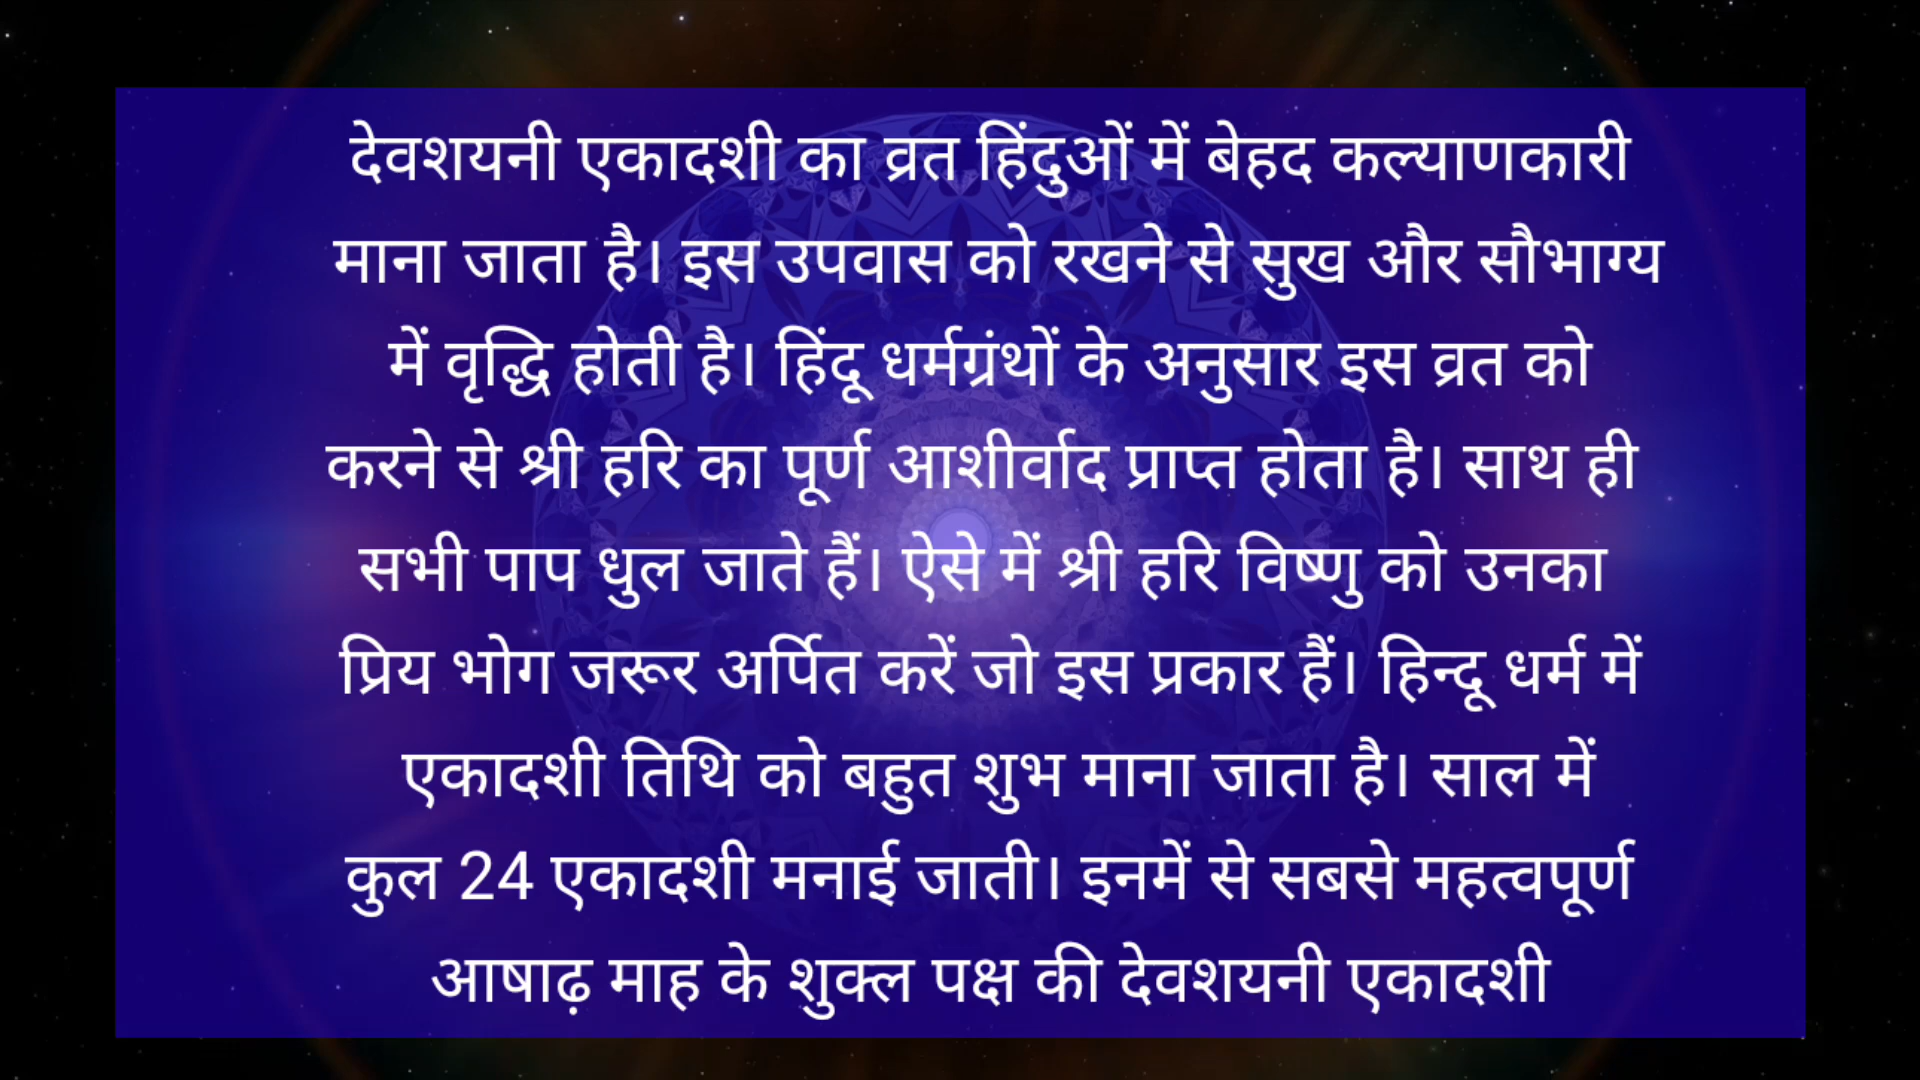 देवशयनी एकादशी का व्रत हिंदुओं में बेहद कल्याणकारी
माना जाता है। इस उपवास को रखने से सुख और सौभाग्य
में वृद्धि होती है। हिंदू धर्मग्रंथों के अनुसार इस व्रत को
करने से श्री हरि का पूर्ण आशीर्वाद प्राप्त होता है। साथ ही
सभी पाप धुल जाते हैं। ऐसे में श्री हरि विष्णु को उनका
प्रिय भोग जरूर अर्पित करें जो इस प्रकार हैं। हिन्दू धर्म में
एकादशी तिथि को बहुत शुभ माना जाता है। साल में
कुल 24 एकादशी मनाई जाती। इनमें से सबसे महत्वपूर्ण
आषाढ़ माह के शुक्ल पक्ष की देवशयनी एकादशी